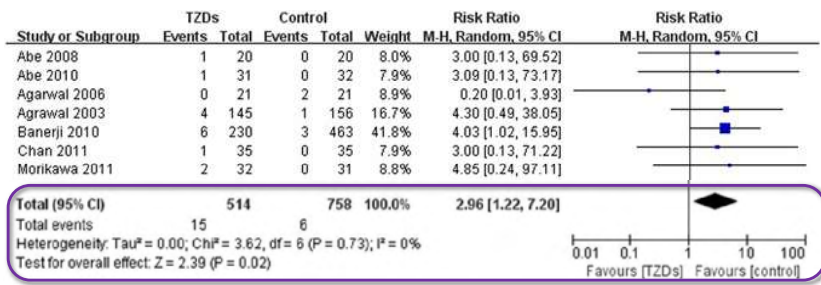 TZDs Control Risk Ratio Risk Ratio
Study or Subgroup Events Total Events Total Weight M-H, Random, 95% CI M-H, Random, 95% CI
Abe 2008 1 20 0 20 8.0% 3.00 [0.13, 69.52]
Abe 2010 1 31 0 32 7.9% 3.09 [0.13, 73.17]
Agarwal 2006 0 21 2 21 8.9% 0.20 [0.01, 3.93]
Agrawal 2003 4 145 1 156 16.7% 4.30 [0.49, 38.05]
Banerji 2010 6 230 3 463 41.8% 4.03 [1.02, 15.95]
Chan 2011 1 35 0 35 7.9% 3.00 [0.13, 71.22]
Morikawa 2011 2 32 0 31 8.8% 4.85 [0.24, 97.11]
Total (95% CI) 514 758 100.0% 2.96 [1.22, 7.20]
Total events 15 6
Heterogeneity: Tau² = 0.00; Chi² = 3.62, df = 6 (P = 0.73); I² = 0%
Test for overall effect: Z = 2.39 (P = 0.02)
0.01 0.1 1 10 100
Favours [TZDs] Favours [control]